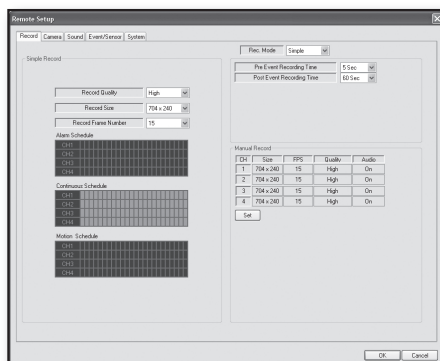 Remote Setup
Record Camera Sound Event/Sensor System
Simple Record
Record Quality High
Record Size 704 x 240
Record Frame Number 15
Alarm Schedule
CH1
CH2
CH3
CH4
Continuous Schedule
CH1
CH2
CH3
CH4
Motion Schedule
CH1
CH2
CH3
CH4
Rec. Mode Simple
Pre Event Recording Time 5 Sec
Post Event Recording Time 60 Sec
Manual Record
CH Size FPS Quality Audio
1 704 x 240 15 High On
2 704 x 240 15 High On
3 704 x 240 15 High On
4 704 x 240 15 High On
Set
OK Cancel